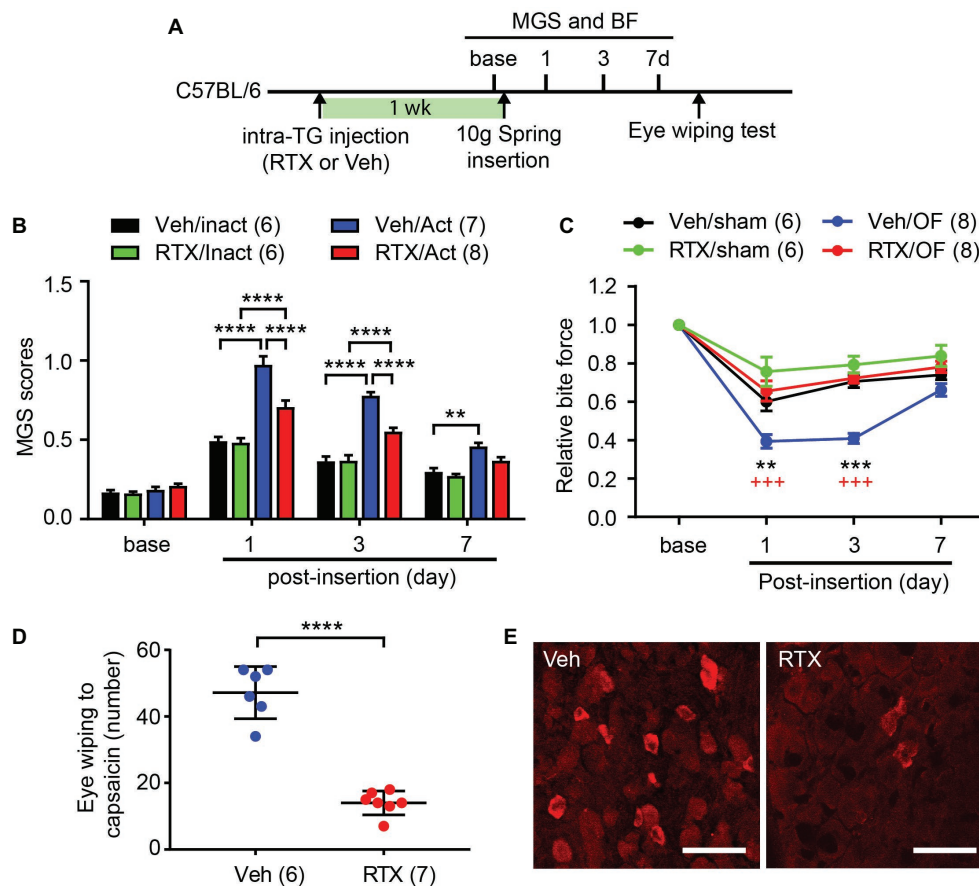 A
MGS and BF
base 1 3 7d
C57BL/6
1 wk
intra-TG injection
(RTX or Veh)
10g Spring
insertion
Eye wiping test
B
Veh/inact (6)
Veh/Act (7)
RTX/Inact (6)
RTX/Act (8)
MGS scores
1.5
1.0
0.5
0.0
****
****
****
****
****
****
**
base 1 3 7
post-insertion (day)
C
Veh/sham (6)
Veh/OF (8)
RTX/sham (6)
RTX/OF (8)
Relative bite force
1.2
1.0
0.8
0.6
0.4
0.2
0.0
** ***
+++ +++
base 1 3 7
Post-insertion (day)
D
****
Eye wiping to
capsaicin (number)
60
40
20
0
Veh (6) RTX (7)
E
Veh
RTX